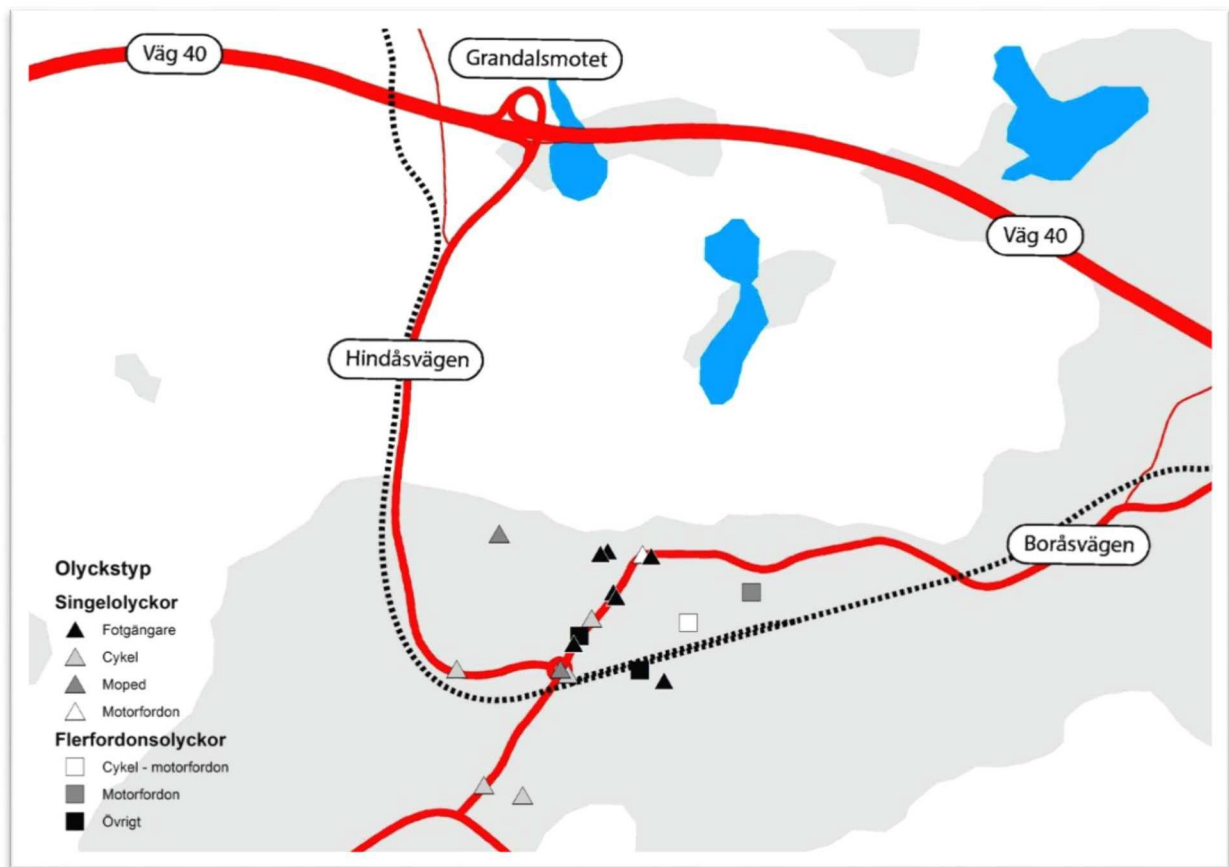 Väg 40
Grandalsmotet
Väg 40
Hindåsvägen
Boråsvägen
Olyckstyp
Singelolyckor
Fotgängare
Cykel
Moped
Motorfordon
Flerfordonsolyckor
Cykel - motorfordon
Motorfordon
Övrigt